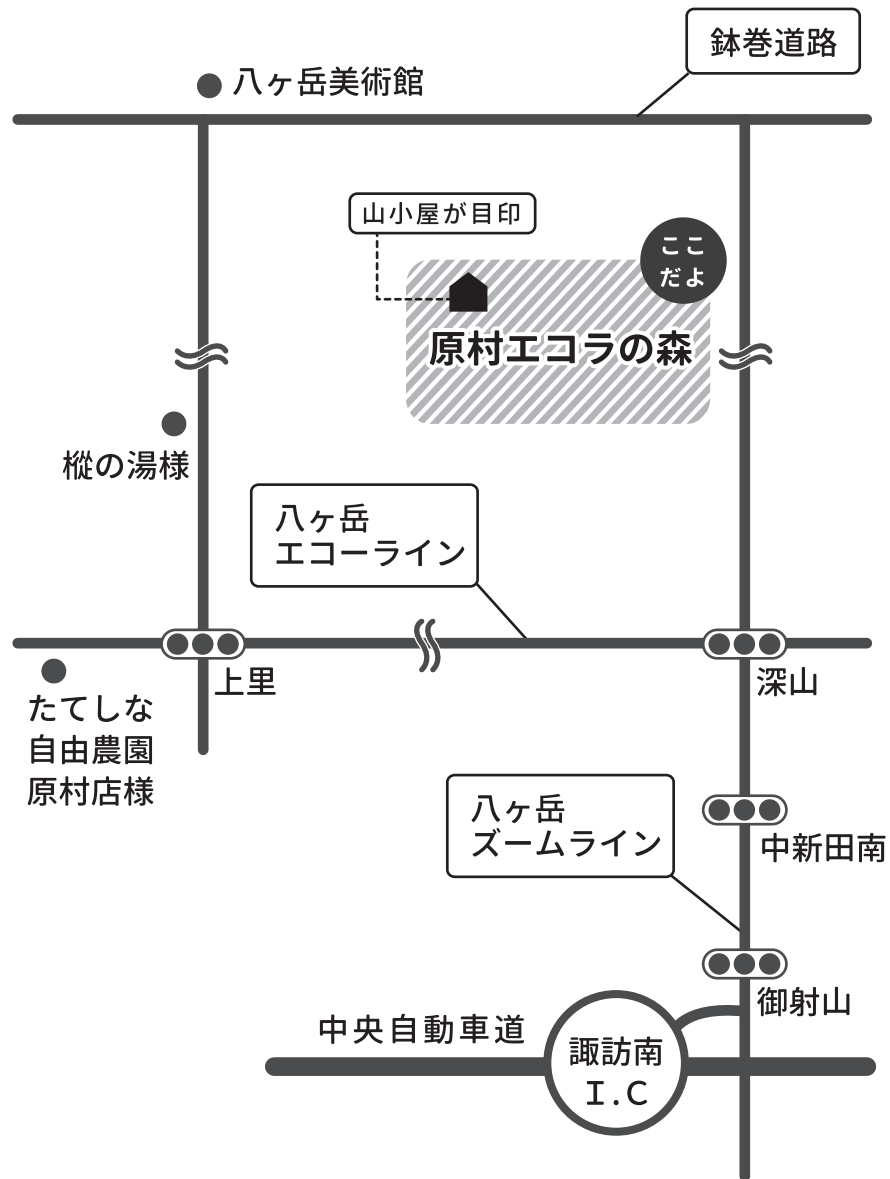 鉢巻道路
八ヶ岳美術館
山小屋が目印
ここ
だよ
原村エコラの森
樅の湯様
八ヶ岳
エコーライン
上里
深山
たてしな
自由農園
原村店様
八ヶ岳
ズームライン
中新田南
御射山
中央自動車道
諏訪南
I.C